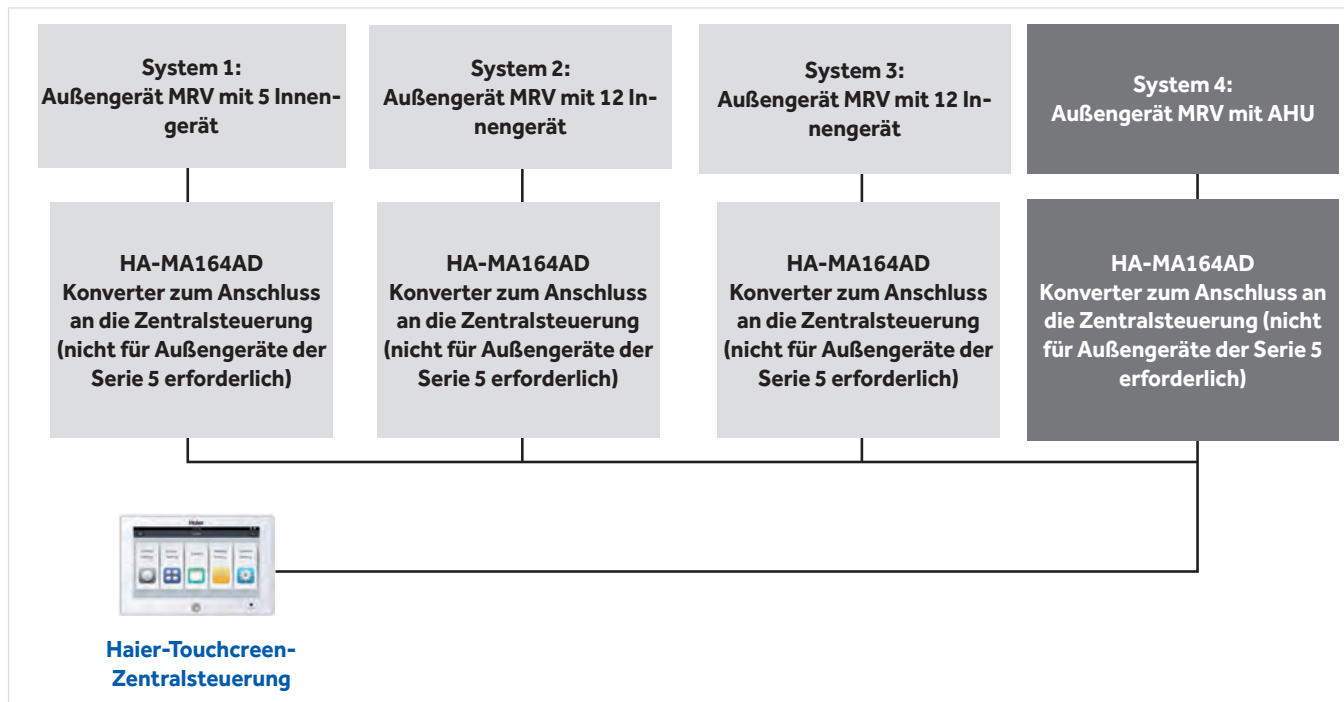 System 1:
Außengerät MRV mit 5 Innen-
gerät
System 2:
Außengerät MRV mit 12 In-
nengerät
System 3:
Außengerät MRV mit 12 In-
nengerät
System 4:
Außengerät MRV mit AHU
HA-MA164AD
Konverter zum Anschluss
an die Zentralsteuerung
(nicht für Außengeräte der
Serie 5 erforderlich)
HA-MA164AD
Konverter zum Anschluss
an die Zentralsteuerung
(nicht für Außengeräte der
Serie 5 erforderlich)
HA-MA164AD
Konverter zum Anschluss
an die Zentralsteuerung
(nicht für Außengeräte der
Serie 5 erforderlich)
HA-MA164AD
Konverter zum Anschluss an
die Zentralsteuerung (nicht
für Außengeräte der Serie 5
erforderlich)
Haier
Haier-Touchcreen-
Zentralsteuerung